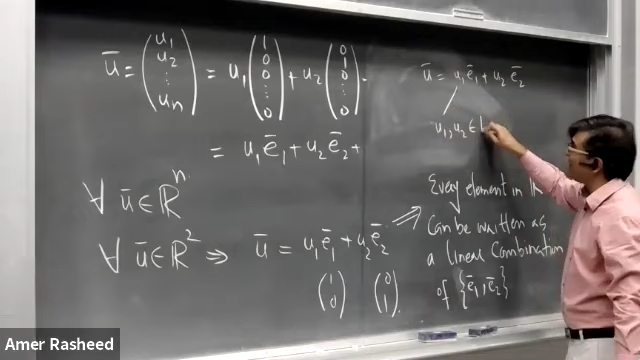 ū = (u₁ u₂ ⋮ uₙ) = u₁ (1 0 0 ⋮ 0) + u₂ (0 1 0 ⋮ 0) .
= u₁ē₁ + u₂ē₂ +
∀ ū ∈ ℝⁿ
∀ ū ∈ ℝ² ⇒ ū = u₁ē₁ + u₂ē₂ ⇒
(1 0) (0 1).
ū = u₁ē₁ + u₂ē₂
u₁, u₂ ∈
Every element in
Can be written as
a linear Combination
of {ē₁, ē₂}
Amer Rasheed